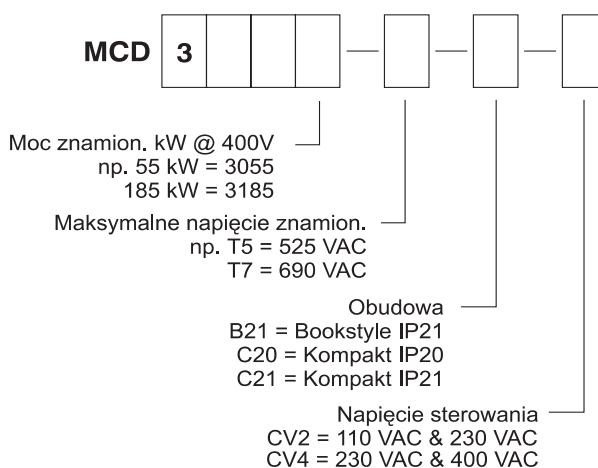 MCD 3
Moc znamion. kW @ 400V
np. 55 kW = 3055
185 kW = 3185
Maksymalne napięcie znamion.
np. T5 = 525 VAC
T7 = 690 VAC
Obudowa
B21 = Bookstyle IP21
C20 = Kompakt IP20
C21 = Kompakt IP21
Napięcie sterowania
CV2 = 110 VAC & 230 VAC
CV4 = 230 VAC & 400 VAC